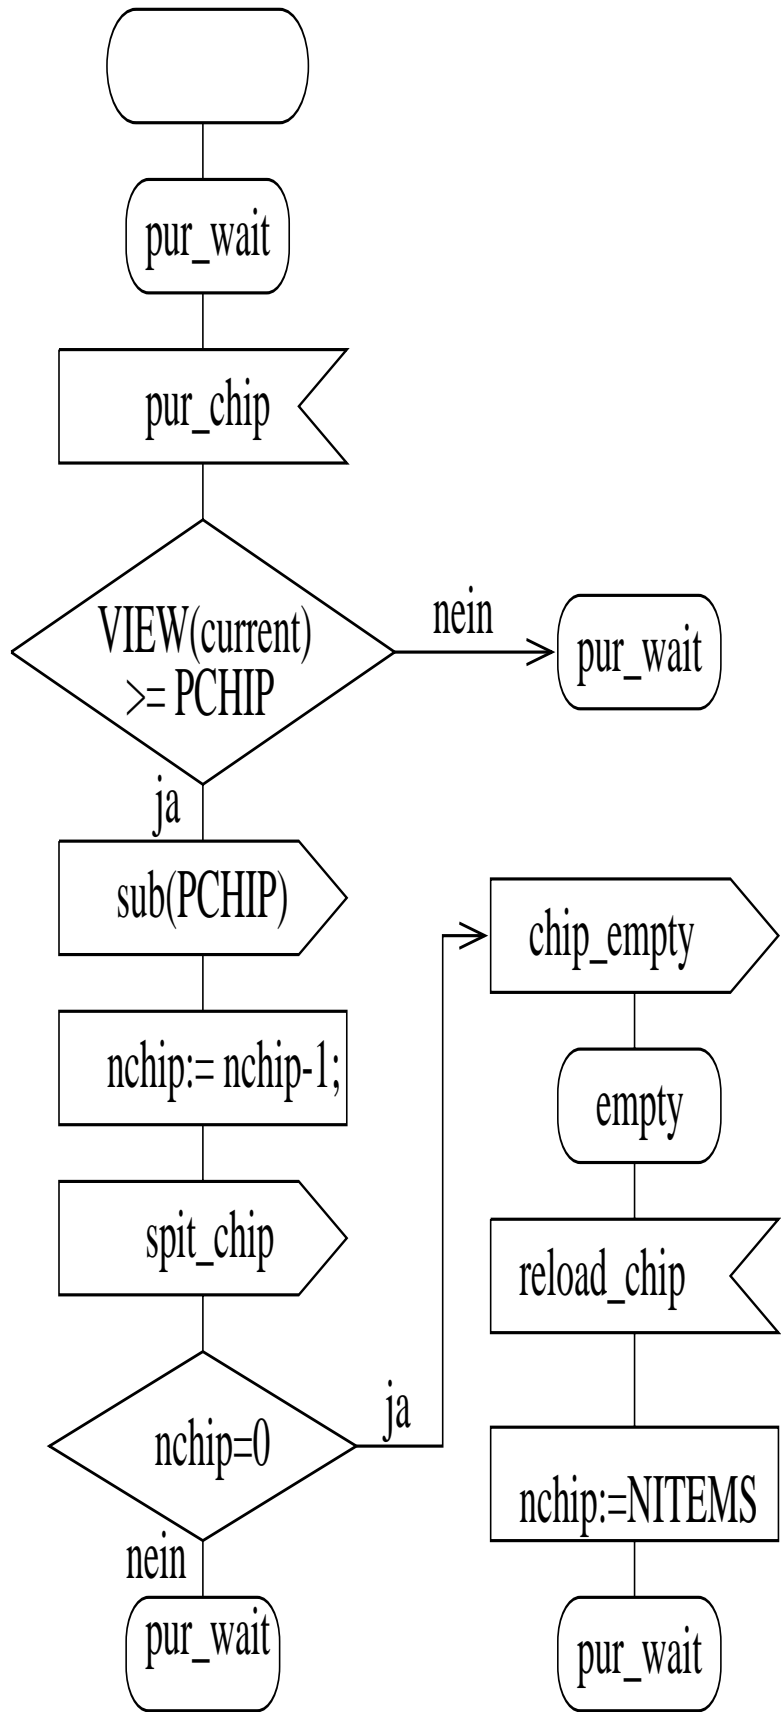 pur_wait
pur_chip
VIEW(current)
>= PCHIP
nein
pur_wait
ja
sub(PCHIP)
nchip:= nchip-1;
spit_chip
nchip=0
ja
nein
pur_wait
chip_empty
empty
reload_chip
nchip:=NITEMS
pur_wait